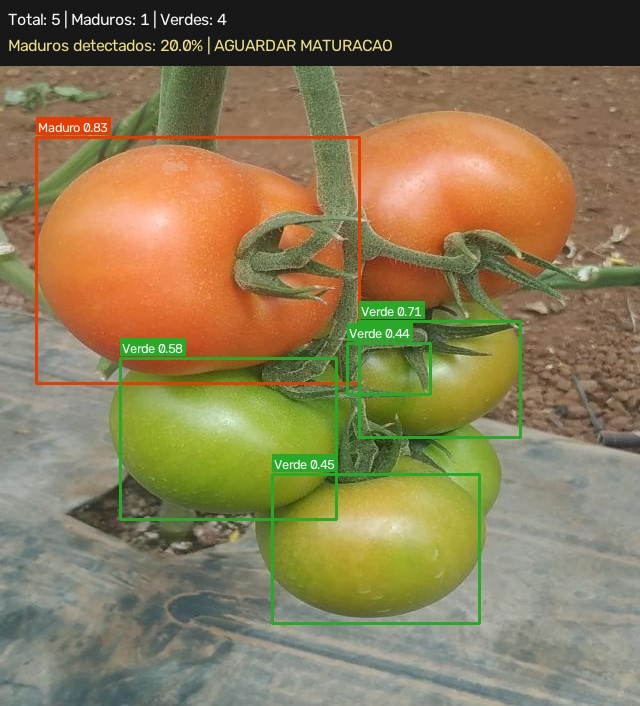 Total: 5 | Maduros: 1 | Verdes: 4
Maduros detectados: 20.0% | AGUARDAR MATURACAO
Maduro 0.83
Verde 0.71
Verde 0.44
Verde 0.58
Verde 0.45